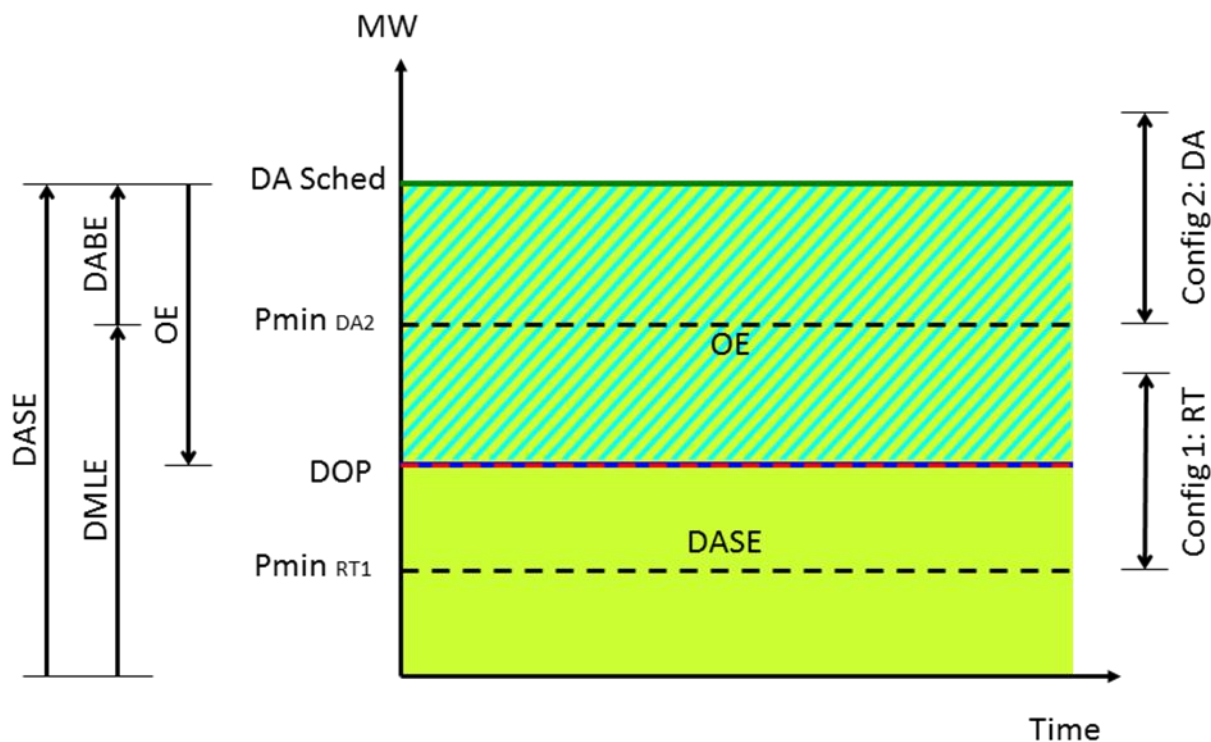 MW
DA Sched
DABE
Config 2: DA
Pmin DA2
OE
OE
DASE
DMLE
Config 1: RT
DOP
DASE
Pmin RT1
Time